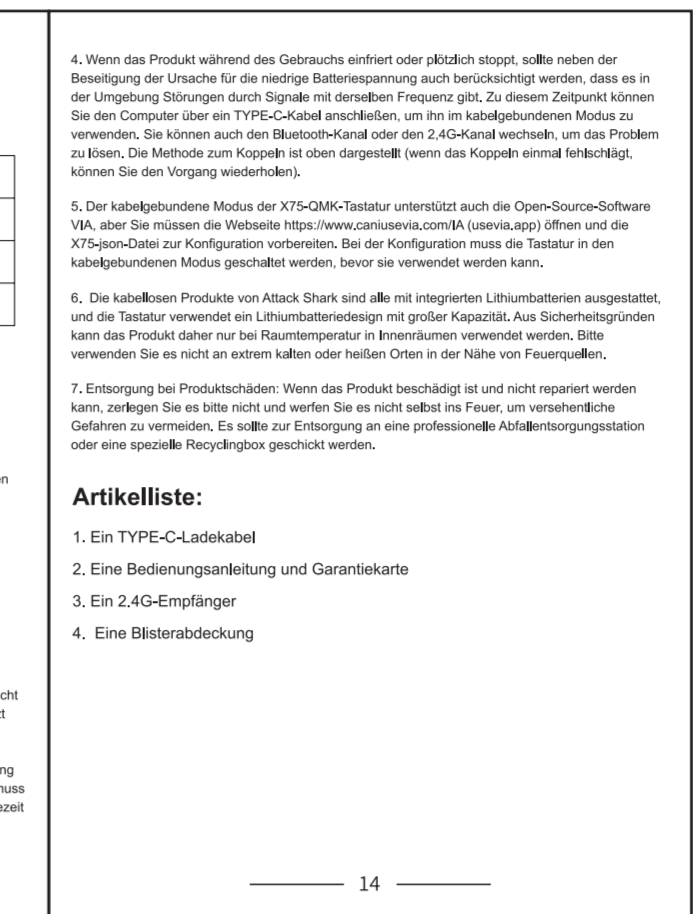 en
cht
zt
ng
muss
ezeit
4. Wenn das Produkt während des Gebrauchs einfriert oder plötzlich stoppt, sollte neben der
Beseitigung der Ursache für die niedrige Batteriespannung auch berücksichtigt werden, dass es in
der Umgebung Störungen durch Signale mit derselben Frequenz gibt. Zu diesem Zeitpunkt können
Sie den Computer über ein TYPE-C-Kabel anschließen, um ihn im kabelgebundenen Modus zu
verwenden. Sie können auch den Bluetooth-Kanal oder den 2,4G-Kanal wechseln, um das Problem
zu lösen. Die Methode zum Koppeln ist oben dargestellt (wenn das Koppeln einmal fehlschlägt,
können Sie den Vorgang wiederholen).
5. Der kabelgebundene Modus der X75-QMK-Tastatur unterstützt auch die Open-Source-Software
VIA, aber Sie müssen die Webseite https://www.caniusevia.com/IA (usevia.app) öffnen und die
X75-json-Datei zur Konfiguration vorbereiten. Bei der Konfiguration muss die Tastatur in den
kabelgebundenen Modus geschaltet werden, bevor sie verwendet werden kann.
6. Die kabellosen Produkte von Attack Shark sind alle mit integrierten Lithiumbatterien ausgestattet,
und die Tastatur verwendet ein Lithiumbatteriedesign mit großer Kapazität. Aus Sicherheitsgründen
kann das Produkt daher nur bei Raumtemperatur in Innenräumen verwendet werden. Bitte
verwenden Sie es nicht an extrem kalten oder heißen Orten in der Nähe von Feuerquellen.
7. Entsorgung bei Produktschäden: Wenn das Produkt beschädigt ist und nicht repariert werden
kann, zerlegen Sie es bitte nicht und werfen Sie es nicht selbst ins Feuer, um versehentliche
Gefahren zu vermeiden. Es sollte zur Entsorgung an eine professionelle Abfallentsorgungsstation
oder eine spezielle Recyclingbox geschickt werden.
Artikelliste:
1. Ein TYPE-C-Ladekabel
2. Eine Bedienungsanleitung und Garantiekarte
3. Ein 2.4G-Empfänger
4. Eine Blisterabdeckung
14